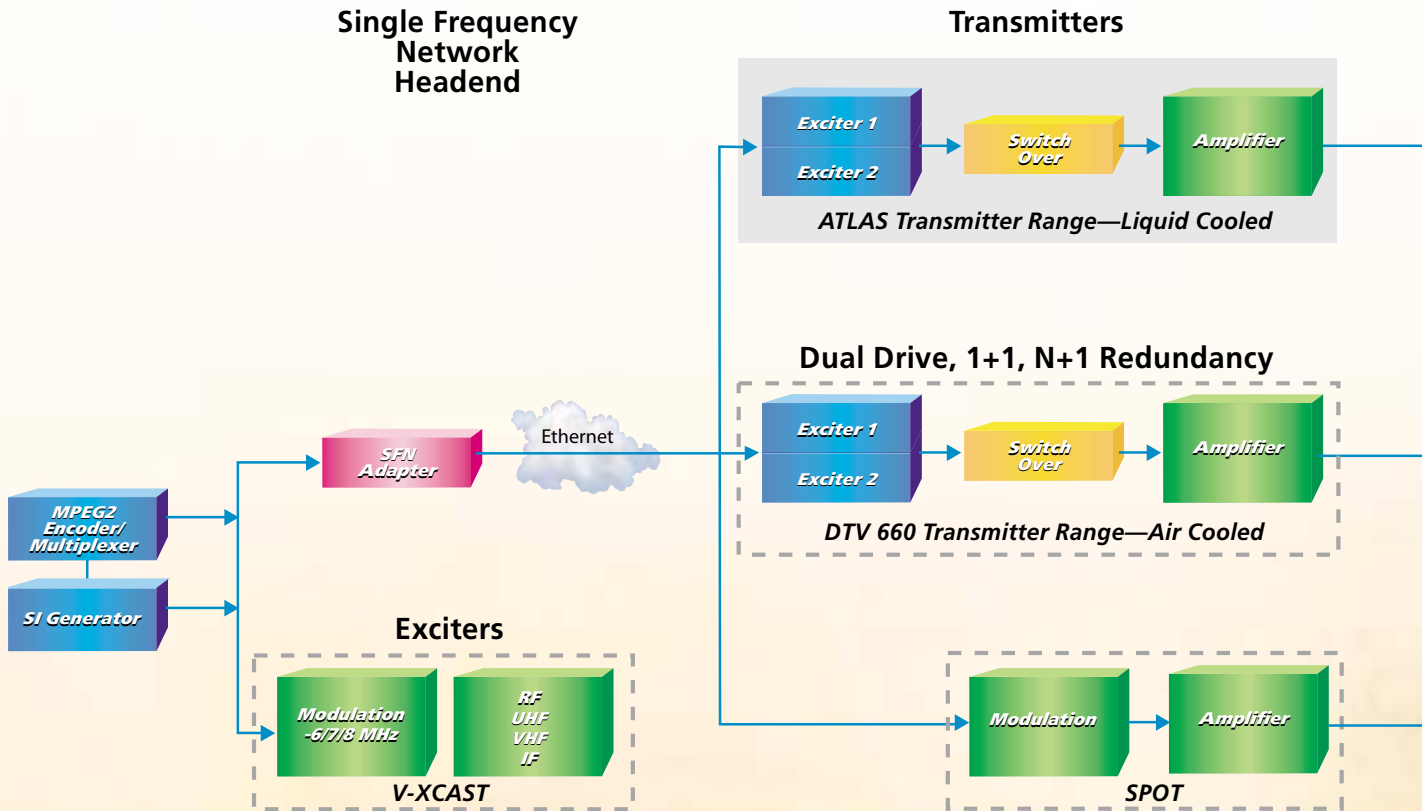 Single Frequency
Network
Headend
Transmitters
Exciter 1
Exciter 2
Switch
Over
Amplifier
ATLAS Transmitter Range—Liquid Cooled
Dual Drive, 1+1, N+1 Redundancy
Exciter 1
Exciter 2
Switch
Over
Amplifier
DTV 660 Transmitter Range—Air Cooled
SFN
Adapter
Ethernet
MPEG2
Encoder/
Multiplexer
SI Generator
Exciters
Modulation
-6/7/8 MHz
RF
UHF
VHF
IF
V-XCAST
Modulation
Amplifier
SPOT